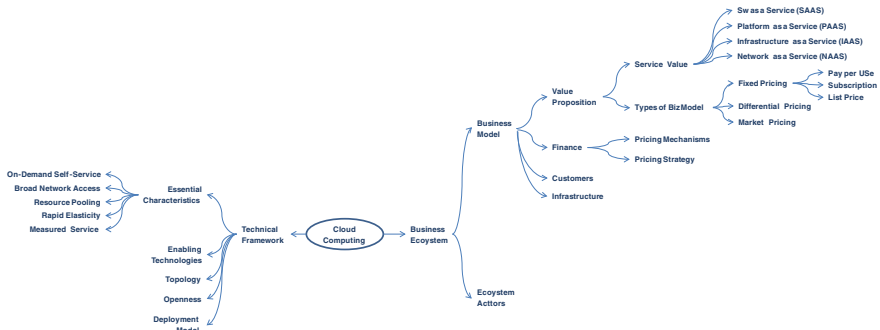 Sw as a Service (SAAS)
Platform as a Service (PAAS)
Infrastructure as a Service (IAAS)
Network as a Service (NAAS)
Service Value
Fixed Pricing
Pay per USe
Subscription
List Price
Value
Proposition
Types of Biz Model
Differential Pricing
Market Pricing
Business
Model
Finance
Pricing Mechanisms
Pricing Strategy
Customers
Infrastructure
On-Demand Self-Service
Broad Network Access
Resource Pooling
Rapid Elasticity
Measured Service
Essential
Characteristics
Technical
Framework
Cloud
Computing
Business
Ecosystem
Enabling
Technologies
Topology
Openness
Deployment
Model
Ecosystem
Acttors